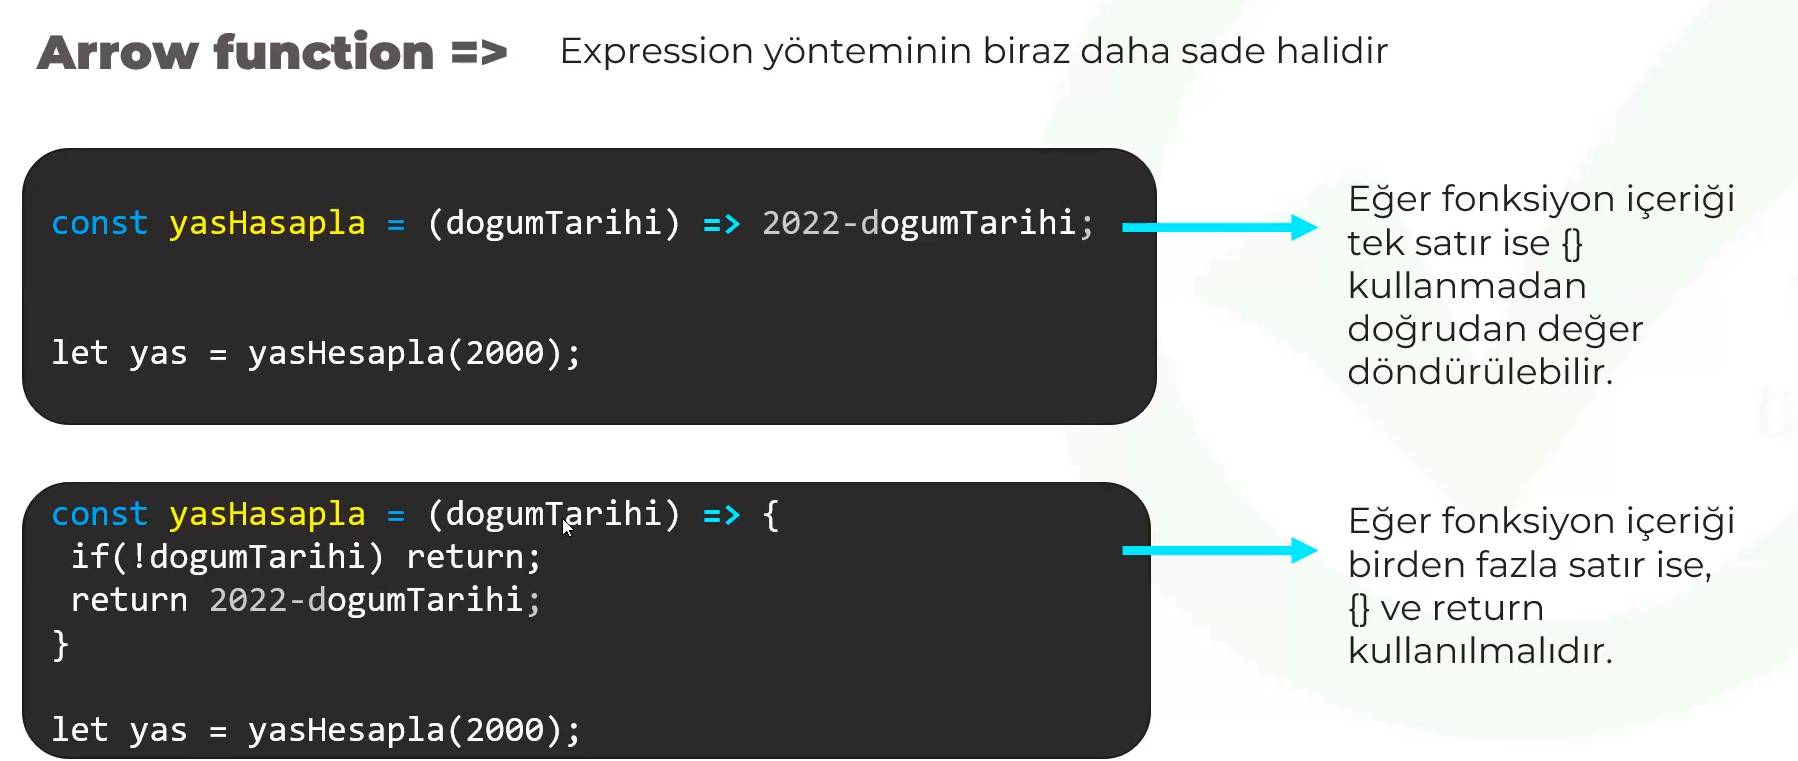 Arrow function => Expression yönteminin biraz daha sade halidir
const yasHasapla = (dogumTarihi) => 2022-dogumTarihi;
let yas = yasHesapla(2000);
Eğer fonksiyon içeriği
tek satır ise {}
kullanmadan
doğrudan değer
döndürülebilir.
const yasHasapla = (dogumTarihi) => {
if(!dogumTarihi) return;
return 2022-dogumTarihi;
}
let yas = yasHesapla(2000);
Eğer fonksiyon içeriği
birden fazla satır ise,
{} ve return
kullanılmalıdır.